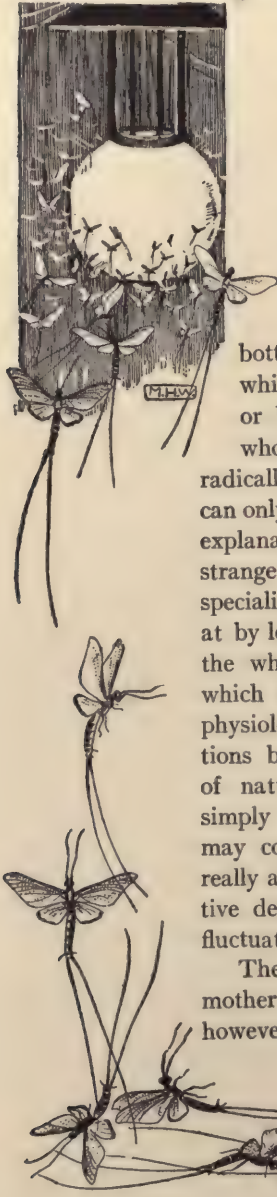 M.H.W.
bott
whi
or
who
radically
can only
explana
strange
speciali
at by lo
the wh
which
physiol
tions b
of nat
simply
may co
really a
tive de
fluctuat
The
mother
howeve